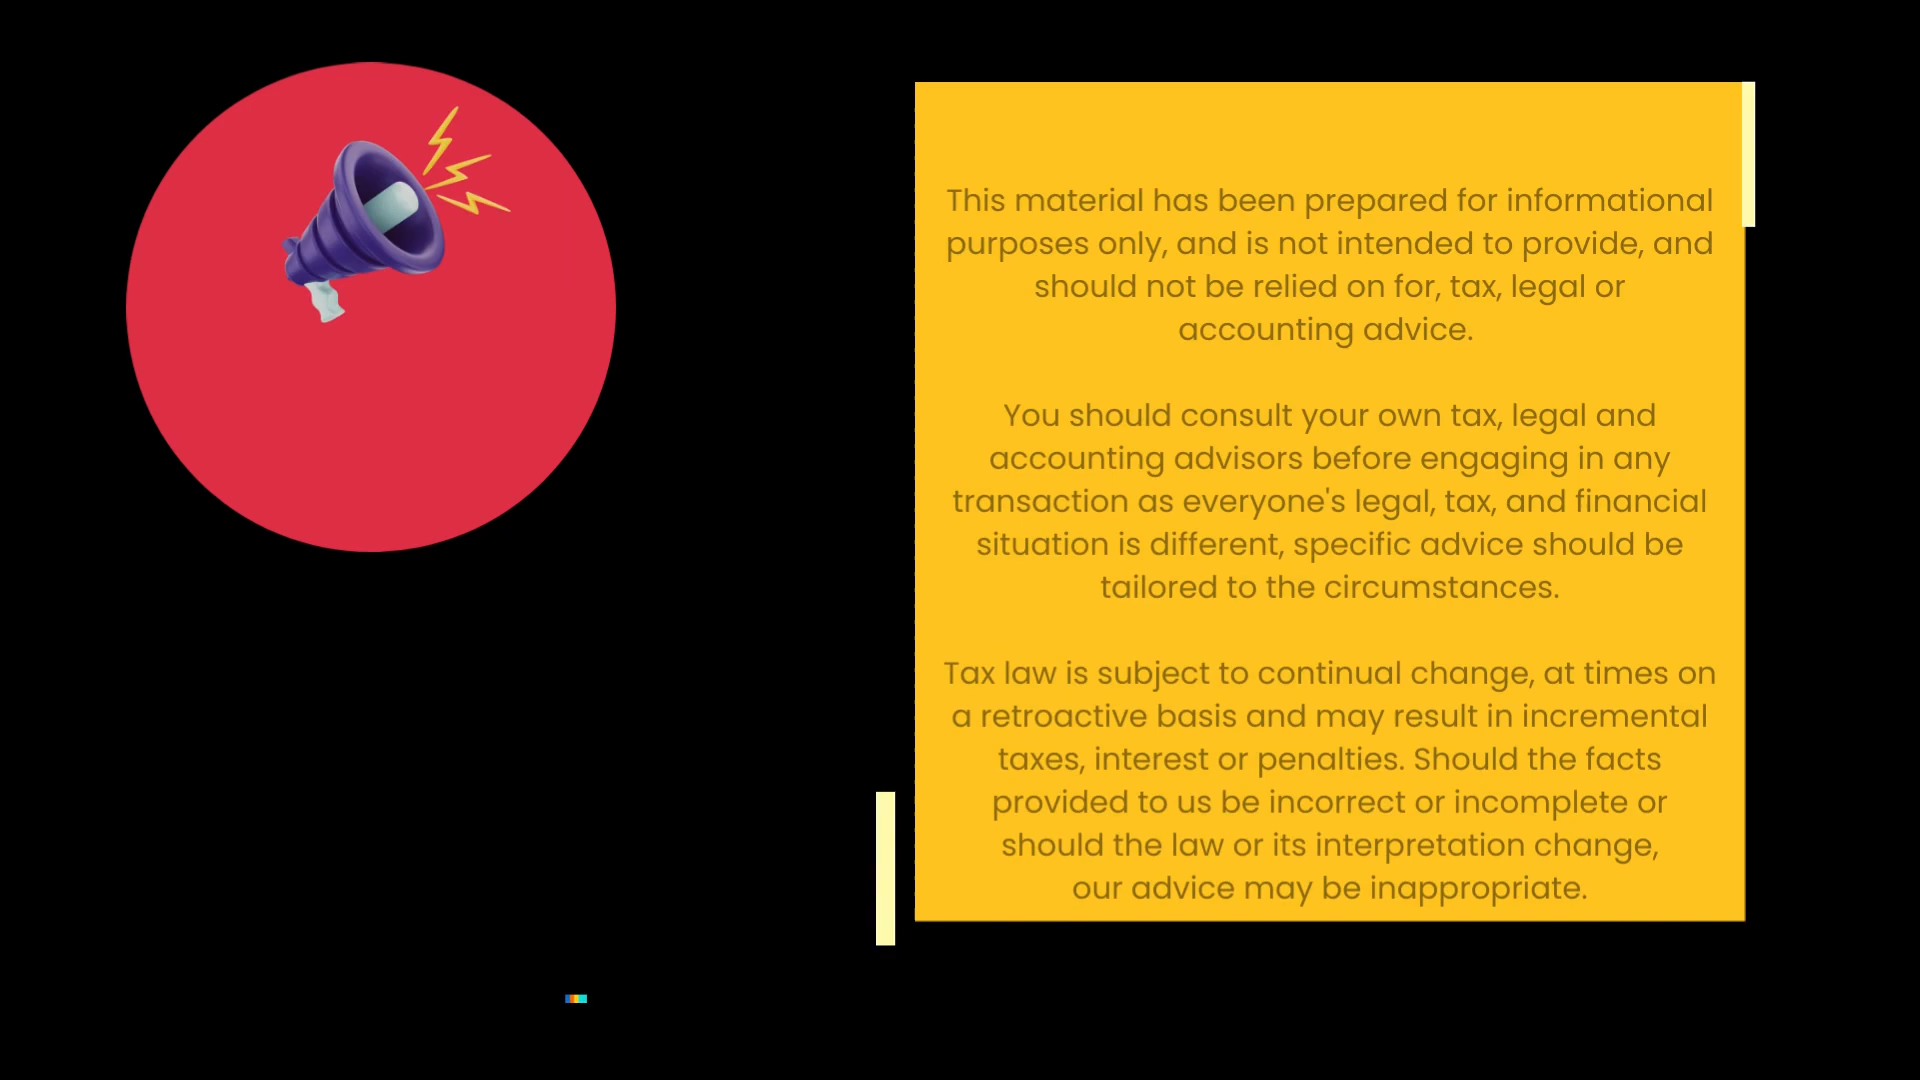 This material has been prepared for informational
purposes only, and is not intended to provide, and
should not be relied on for, tax, legal or
accounting advice.
You should consult your own tax, legal and
accounting advisors before engaging in any
transaction as everyone's legal, tax, and financial
situation is different, specific advice should be
tailored to the circumstances.
Tax law is subject to continual change, at times on
a retroactive basis and may result in incremental
taxes, interest or penalties. Should the facts
provided to us be incorrect or incomplete or
should the law or its interpretation change,
our advice may be inappropriate.